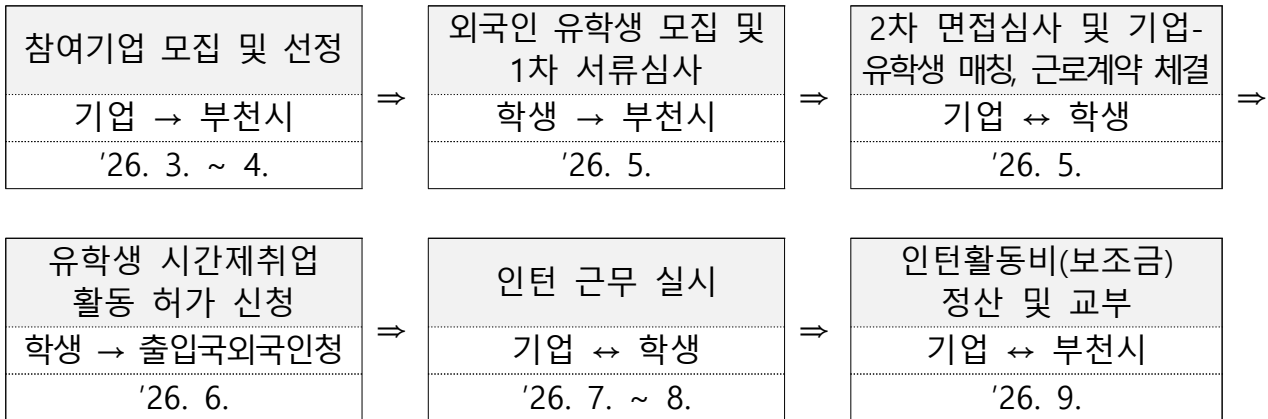 참여기업 모집 및 선정
기업 → 부천시
'26. 3. ~ 4.
⇒
외국인 유학생 모집 및
1차 서류심사
학생 → 부천시
'26. 5.
⇒
2차 면접심사 및 기업-
유학생 매칭, 근로계약 체결
기업 ↔ 학생
'26. 5.
⇒
유학생 시간제취업
활동 허가 신청
학생 → 출입국외국인청
'26. 6.
⇒
인턴 근무 실시
기업 ↔ 학생
'26. 7. ~ 8.
⇒
인턴활동비(보조금)
정산 및 교부
기업 ↔ 부천시
'26. 9.